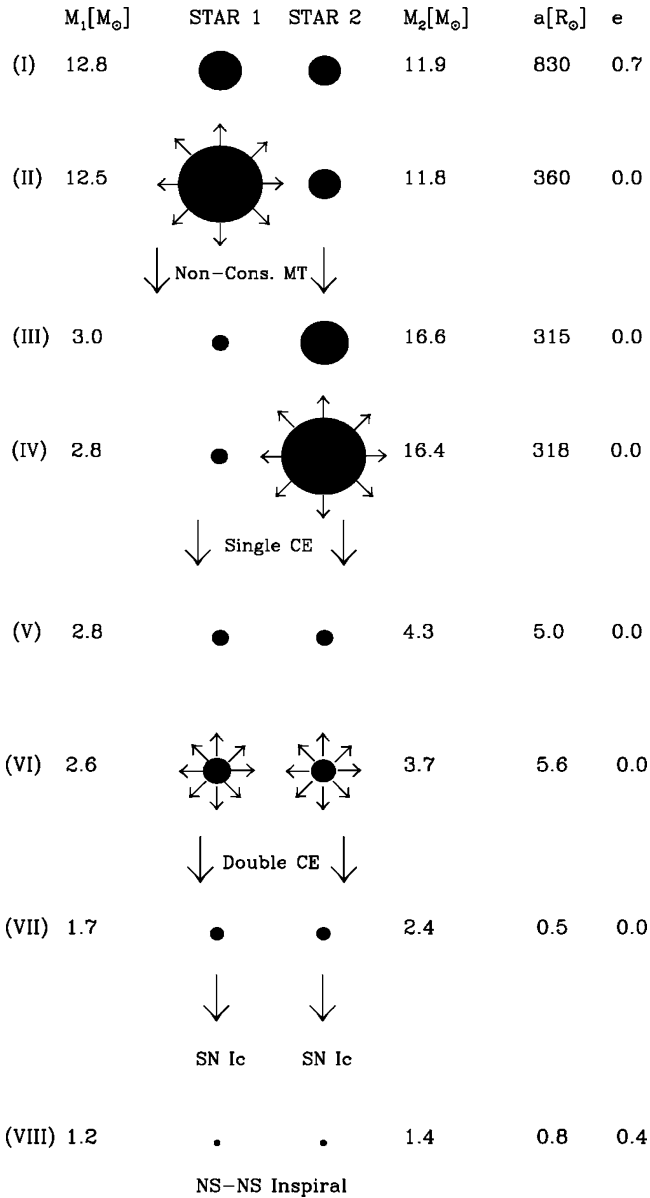 M₁[M⊙] STAR 1 STAR 2 M₂[M⊙] a[R⊙] e
(I) 12.8 11.9 830 0.7
(II) 12.5 11.8 360 0.0
Non-Cons. MT
(III) 3.0 16.6 315 0.0
(IV) 2.8 16.4 318 0.0
Single CE
(V) 2.8 4.3 5.0 0.0
(VI) 2.6 3.7 5.6 0.0
Double CE
(VII) 1.7 2.4 0.5 0.0
SN Ic SN Ic
(VIII) 1.2 1.4 0.8 0.4
NS-NS Inspiral